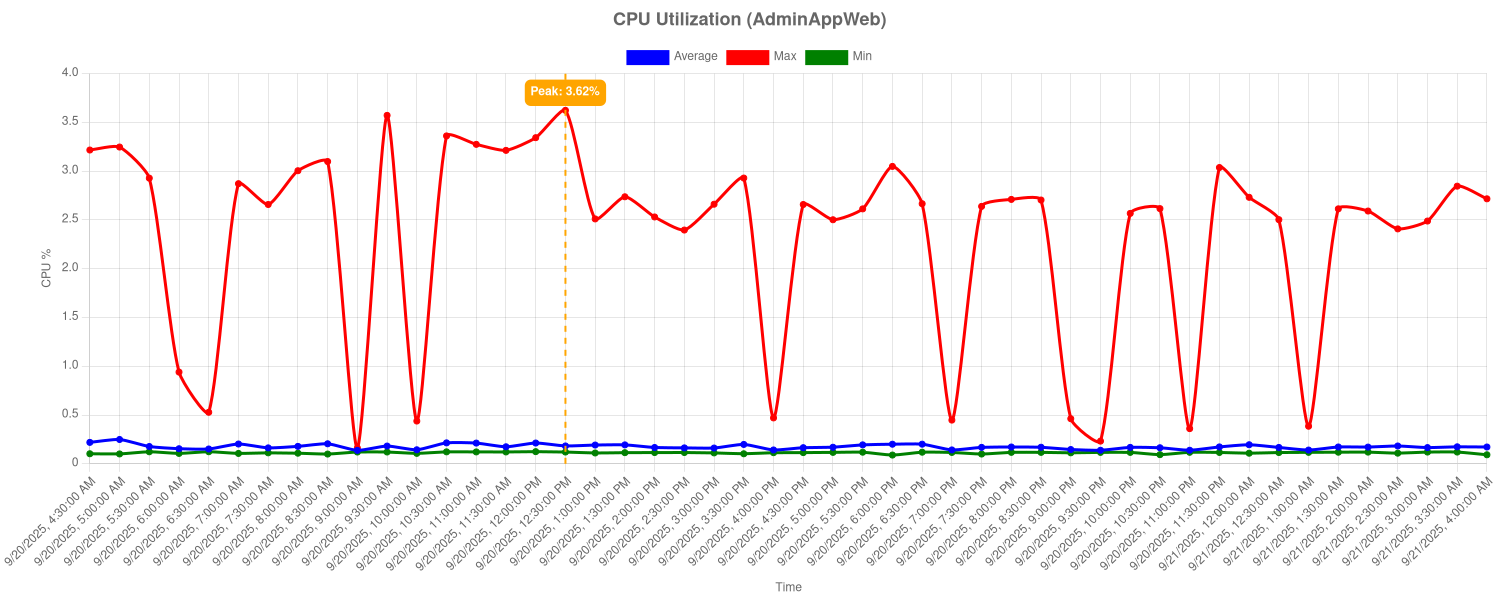 CPU Utilization (AdminAppWeb)
Average
Max
Min
Peak: 3.62%
4.0
3.5
3.0
2.5
2.0
1.5
1.0
0.5
0
CPU %
9/20/2025, 4:30:00 AM
9/20/2025, 5:00:00 AM
9/20/2025, 5:30:00 AM
9/20/2025, 6:00:00 AM
9/20/2025, 6:30:00 AM
9/20/2025, 7:00:00 AM
9/20/2025, 7:30:00 AM
9/20/2025, 8:00:00 AM
9/20/2025, 8:30:00 AM
9/20/2025, 9:00:00 AM
9/20/2025, 9:30:00 AM
9/20/2025, 10:00:00 AM
9/20/2025, 10:30:00 AM
9/20/2025, 11:00:00 AM
9/20/2025, 11:30:00 AM
9/20/2025, 12:00:00 PM
9/20/2025, 12:30:00 PM
9/20/2025, 1:00:00 PM
9/20/2025, 1:30:00 PM
9/20/2025, 2:00:00 PM
9/20/2025, 2:30:00 PM
9/20/2025, 3:00:00 PM
9/20/2025, 3:30:00 PM
9/20/2025, 4:00:00 PM
9/20/2025, 4:30:00 PM
9/20/2025, 5:00:00 PM
9/20/2025, 5:30:00 PM
9/20/2025, 6:00:00 PM
9/20/2025, 6:30:00 PM
9/20/2025, 7:00:00 PM
9/20/2025, 7:30:00 PM
9/20/2025, 8:00:00 PM
9/20/2025, 8:30:00 PM
9/20/2025, 9:00:00 PM
9/20/2025, 9:30:00 PM
9/20/2025, 10:00:00 PM
9/20/2025, 10:30:00 PM
9/20/2025, 11:00:00 PM
9/20/2025, 11:30:00 PM
9/21/2025, 12:00:00 AM
9/21/2025, 12:30:00 AM
9/21/2025, 1:00:00 AM
9/21/2025, 1:30:00 AM
9/21/2025, 2:00:00 AM
9/21/2025, 2:30:00 AM
9/21/2025, 3:00:00 AM
9/21/2025, 3:30:00 AM
9/21/2025, 4:00:00 AM
Time